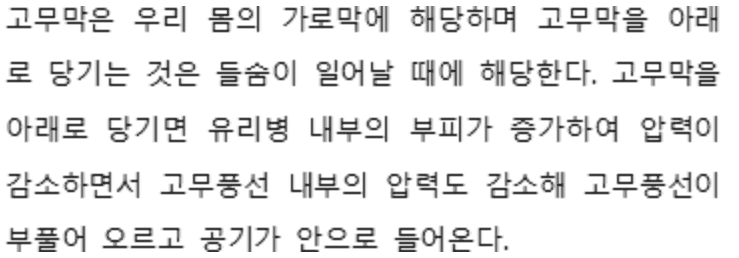 고무막은 우리 몸의 가로막에 해당하며 고무막을 아래
로 당기는 것은 들숨이 일어날 때에 해당한다. 고무막을
아래로 당기면 유리병 내부의 부피가 증가하여 압력이
감소하면서 고무풍선 내부의 압력도 감소해 고무풍선이
부풀어 오르고 공기가 안으로 들어온다.